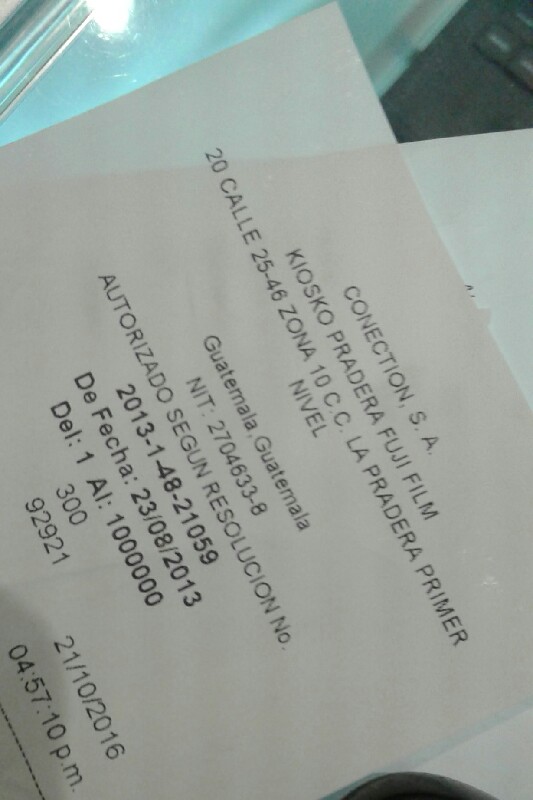 CONECTION, S. A.
KIOSKO PRADERA FUJI FILM
20 CALLE 25-46 ZONA 10 C.C. LA PRADERA PRIMER
NIVEL
Guatemala, Guatemala
NIT: 2704633-8
AUTORIZADO SEGUN RESOLUCION No.
2013-1-48-21059
De Fecha: 23/08/2013
Del: 1 Al: 1000000
300
92921
21/10/2016
04:57:10 p.m.